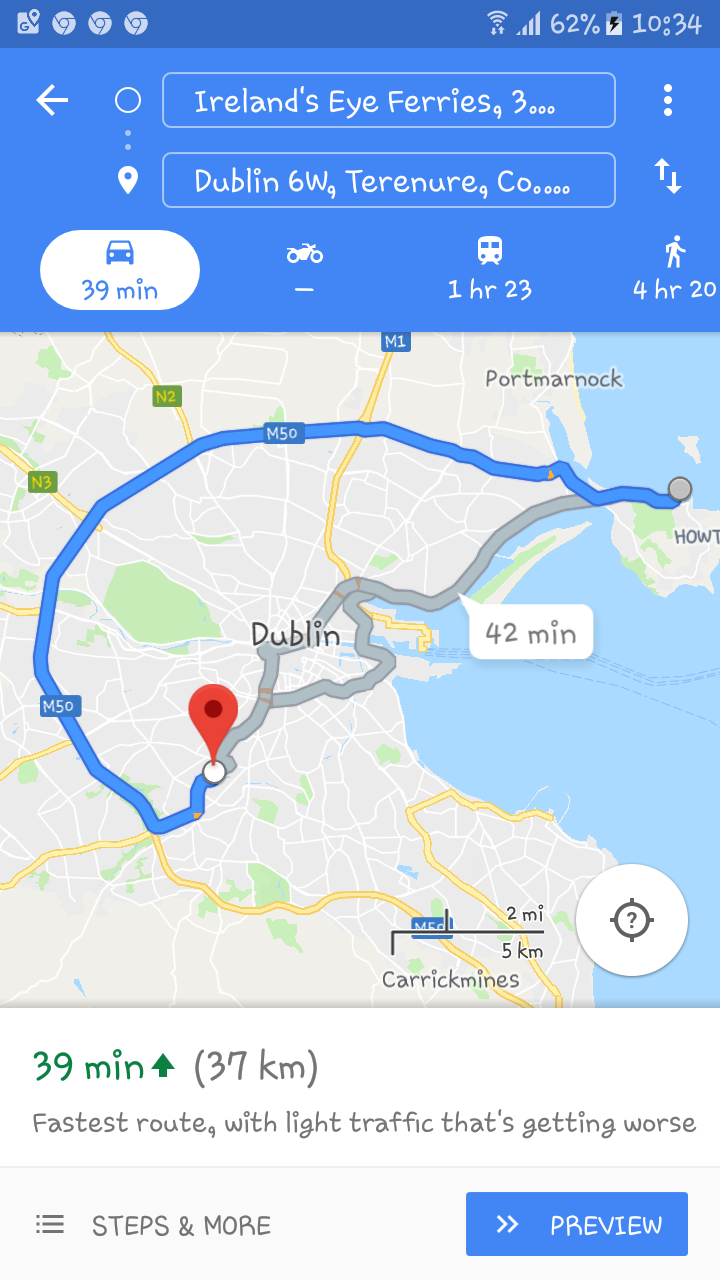 62% 10:34
Ireland's Eye Ferries, 3...
Dublin 6W, Terenure, Co.....
39 min
–
1 hr 23
4 hr 20
M1
Portmarnock
N2
M50
N3
HOWT
Dublin
42 min
M50
2 mi
M50
5 km
Carrickmines
39 min (37 km)
Fastest route, with light traffic that's getting worse
STEPS & MORE
PREVIEW